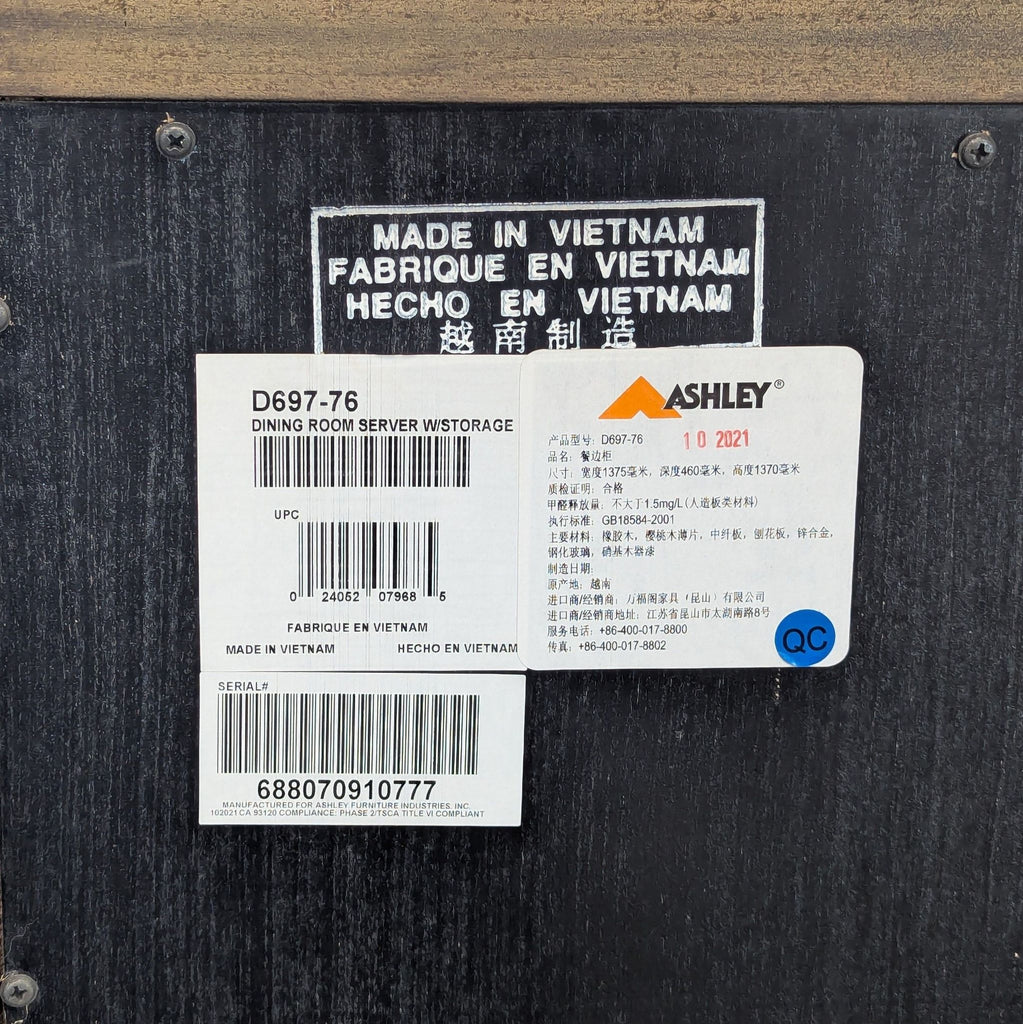 MADE IN VIETNAM
FABRIQUE EN VIETNAM
HECHO EN VIETNAM
越南制造
D697-76
DINING ROOM SERVER W/STORAGE
UPC
0 24052 07968 5
FABRIQUE EN VIETNAM
MADE IN VIETNAM HECHO EN VIETNAM
SERIAL#
688070910777
MANUFACTURED FOR ASHLEY FURNITURE INDUSTRIES, INC.
102021 CA 93120 COMPLIANCE: PHASE 2/TSCA TITLE VI COMPLIANT
ASHLEY®
产品型号: D697-76 10 2021
品名: 餐边柜
尺寸: 宽度1375毫米, 深度460毫米, 高度1370毫米
质检证明: 合格
甲醛释放量: 不大于1.5mg/L(人造板类材料)
执行标准: GB18584-2001
主要材料: 橡胶木, 樱桃木薄片, 中纤板, 刨花板, 锌合金,
钢化玻璃, 硝基木器漆
制造日期:
原产地: 越南
进口商/经销商: 万福阁家具(昆山)有限公司
进口商/经销商地址: 江苏省昆山市太湖南路8号
服务电话: +86-400-017-8800
传真: +86-400-017-8802
QC